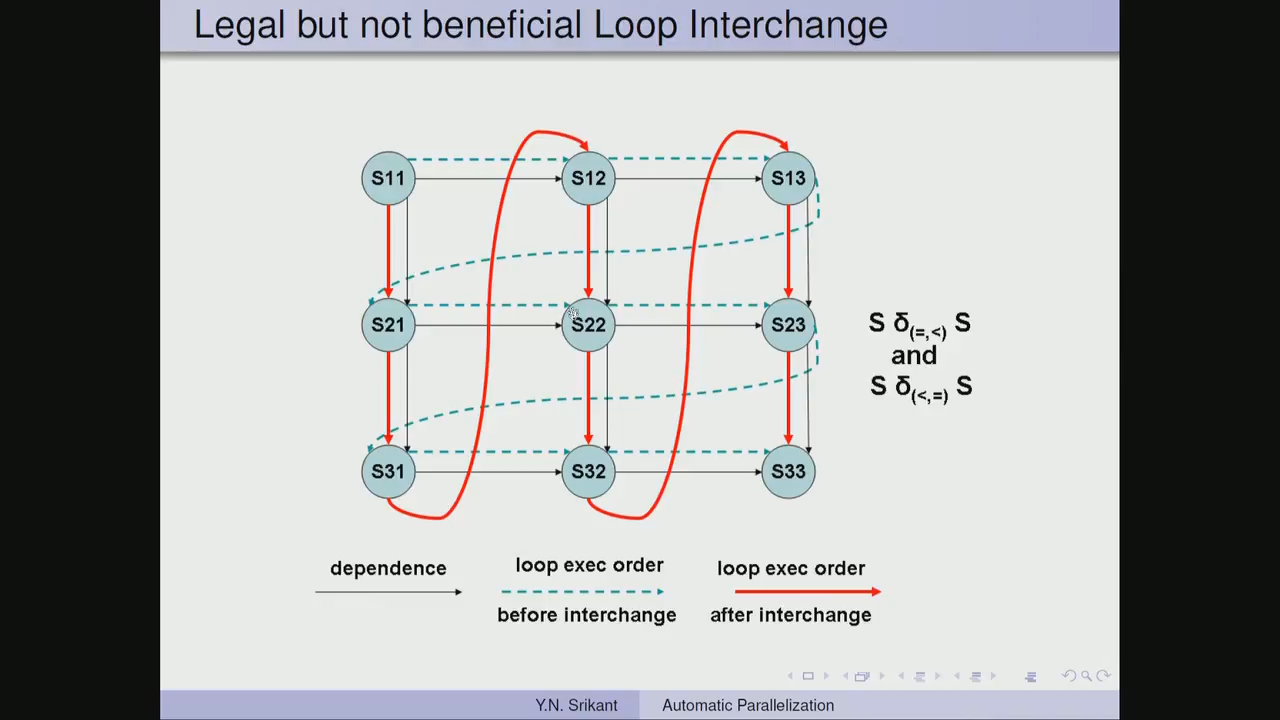 Legal but not beneficial Loop Interchange
S11 S12 S13
S21 S22 S23
S δ(=,<) S
and
S δ(<,=) S
S31 S32 S33
dependence
loop exec order
before interchange
loop exec order
after interchange
Y.N. Srikant Automatic Parallelization